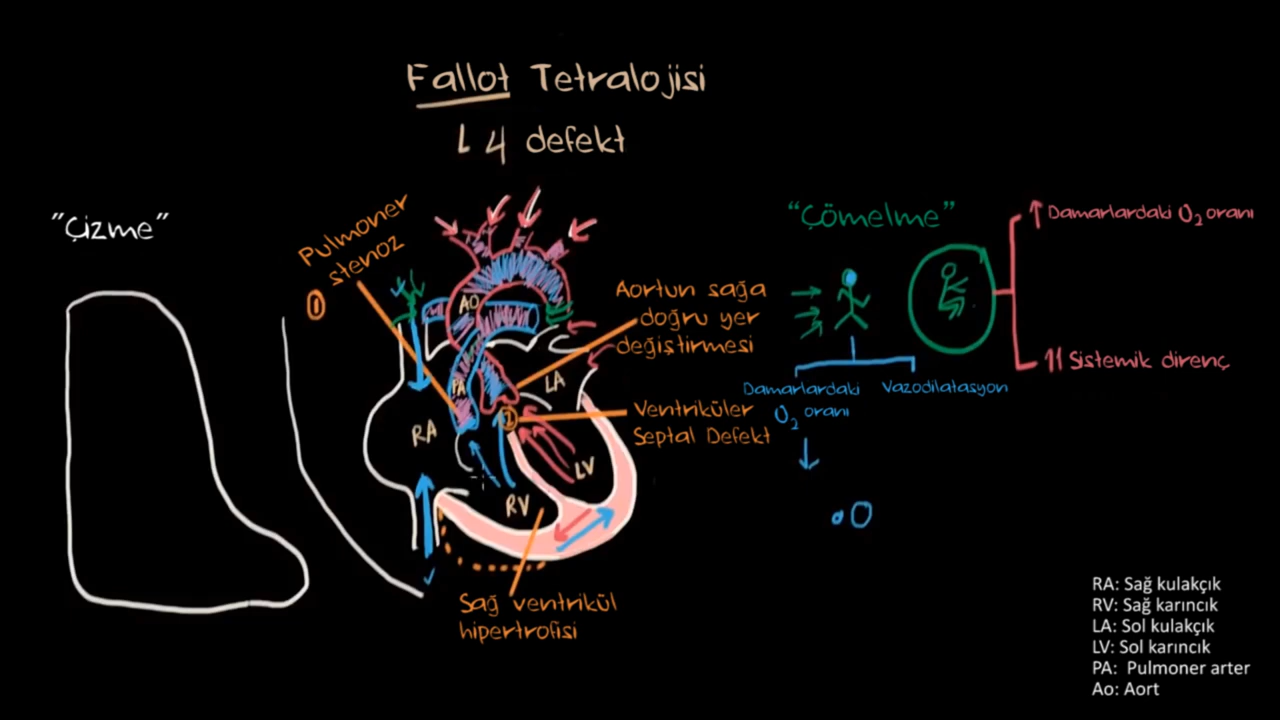 Fallot Tetralojisi
↳ 4 defekt
"Çizme"
Pulmoner
stenoz
①
AO
PA
LA
RA
②
LV
RV
Aortun sağa
doğru yer
değiştirmesi
Ventriküler
Septal Defekt
Sağ ventrikül
hipertrofisi
"Çömelme"
↑ Damarlardaki O₂ oranı
↑↑ Sistemik direnç
Damarlardaki
O₂ oranı
↓
Vazodilatasyon
RA: Sağ kulakçık
RV: Sağ karıncık
LA: Sol kulakçık
LV: Sol karıncık
PA: Pulmoner arter
Ao: Aort